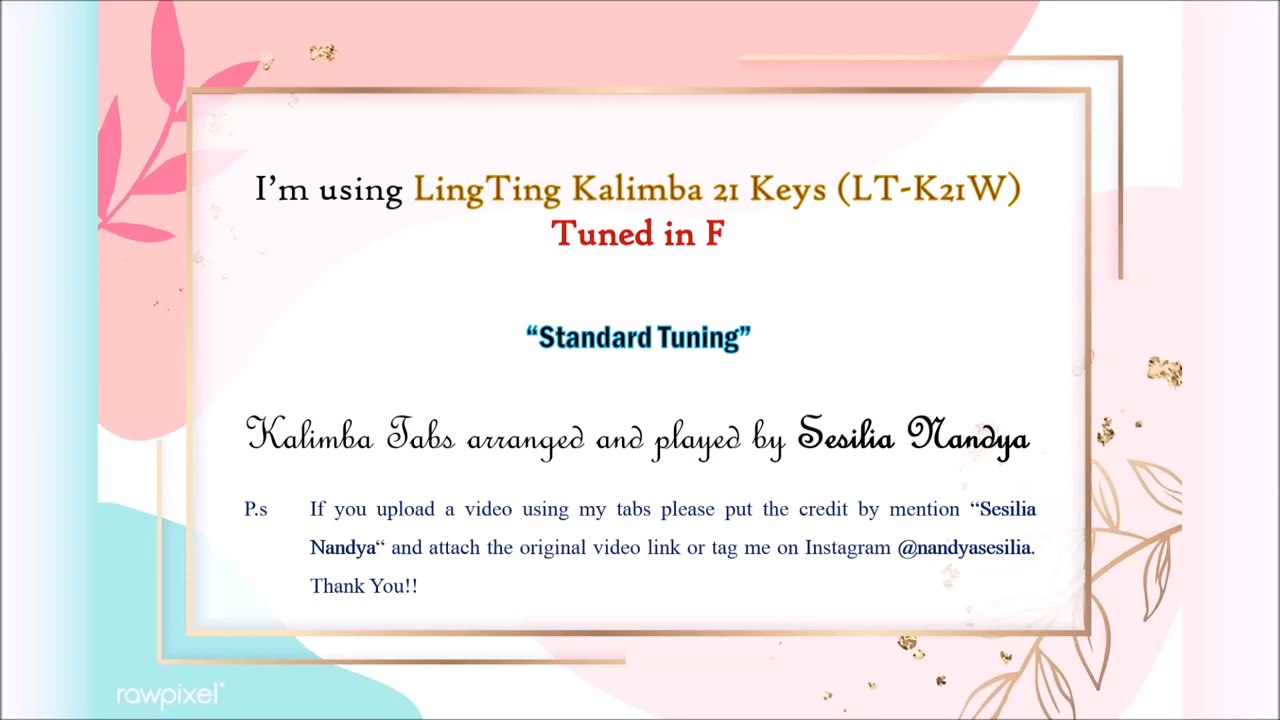 I'm using LingTing Kalimba 21 Keys (LT-K21W)
Tuned in F
“Standard Tuning”
Kalimba Tabs arranged and played by Sesilia Nandya
P.s If you upload a video using my tabs please put the credit by mention “Sesilia
Nandya“ and attach the original video link or tag me on Instagram @nandyasesilia.
Thank You!!
rawpixel